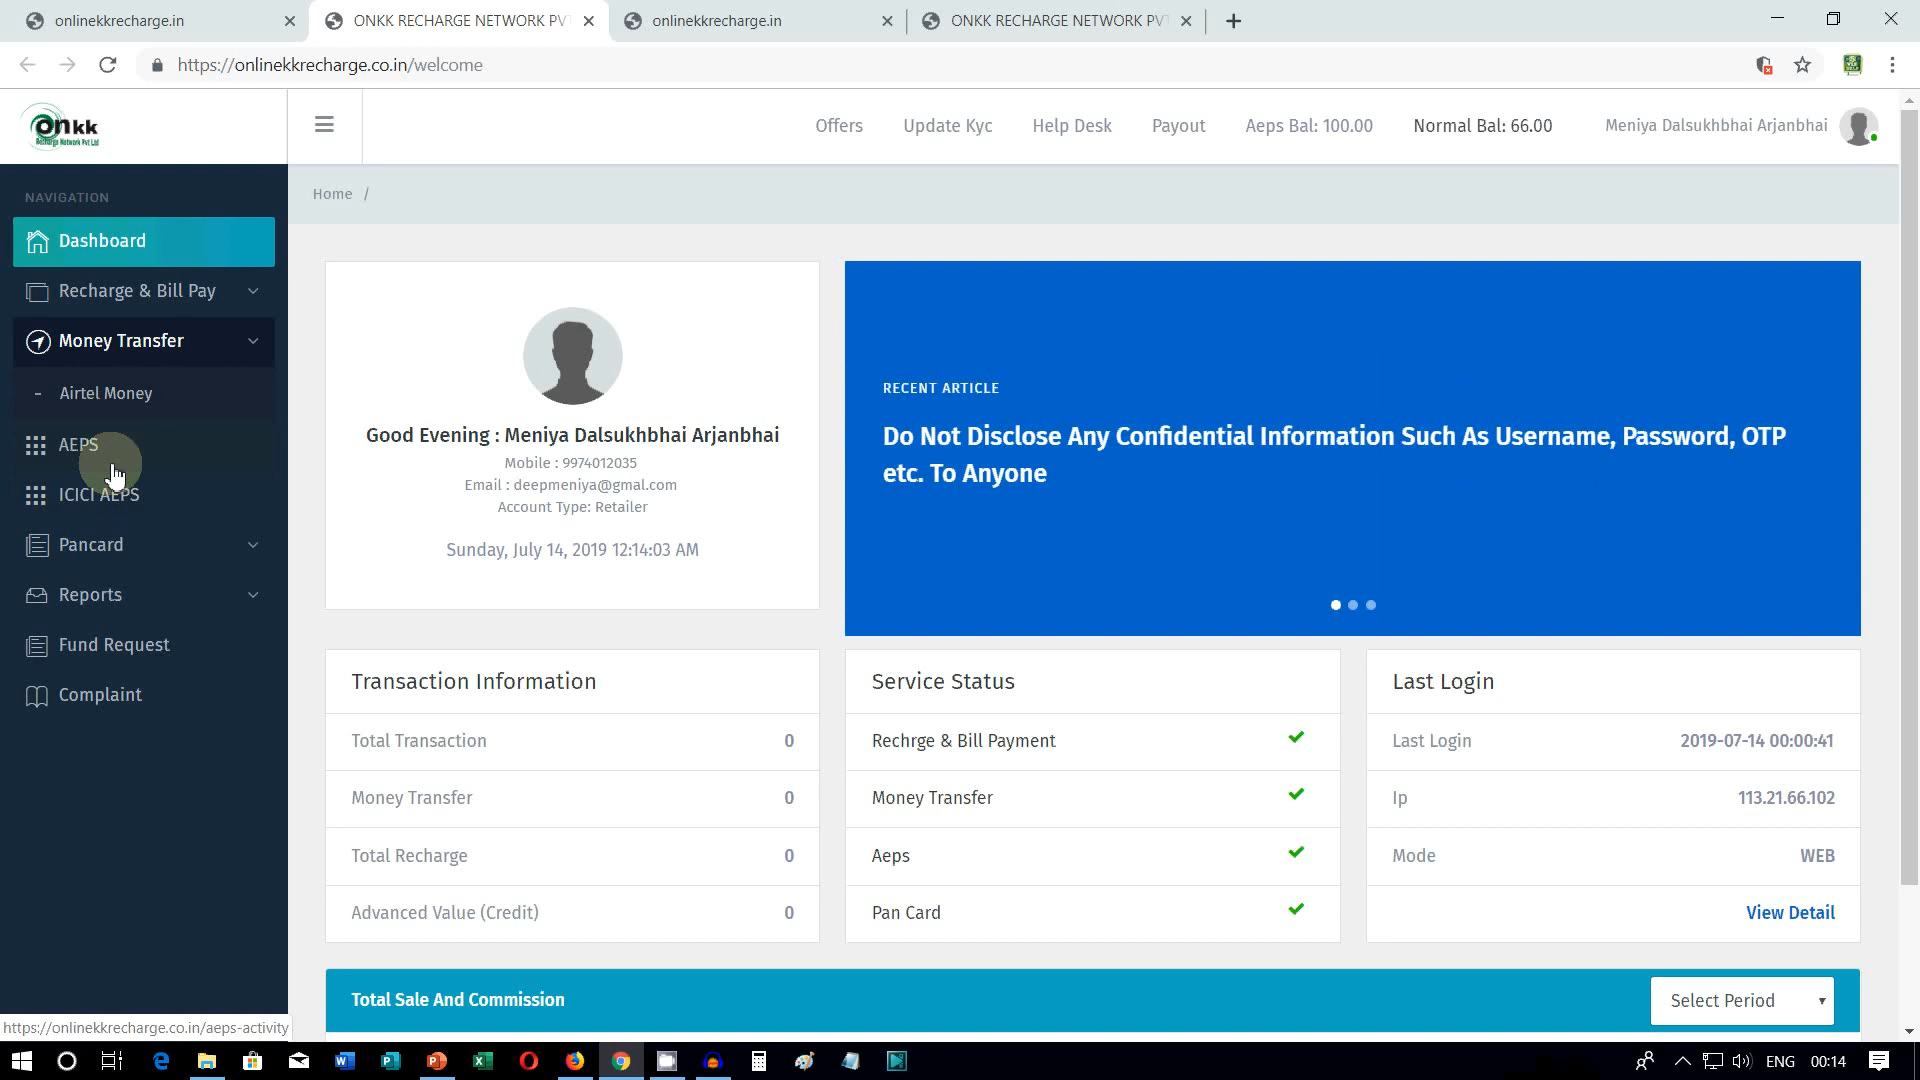 onlinekkrecharge.in
ONKK RECHARGE NETWORK PV
onlinekkrecharge.in
ONKK RECHARGE NETWORK PVT
https://onlinekkrecharge.co.in/welcome
Onkk
Recharge Network Pvt Ltd
Offers
Update Kyc
Help Desk
Payout
Aeps Bal: 100.00
Normal Bal: 66.00
Meniya Dalsukhbhai Arjanbhai
NAVIGATION
Dashboard
Recharge & Bill Pay
Money Transfer
- Airtel Money
AEPS
ICICI AEPS
Pancard
Reports
Fund Request
Complaint
Home /
Good Evening : Meniya Dalsukhbhai Arjanbhai
Mobile : 9974012035
Email : deepmeniya@gmal.com
Account Type: Retailer
Sunday, July 14, 2019 12:14:03 AM
RECENT ARTICLE
Do Not Disclose Any Confidential Information Such As Username, Password, OTP
etc. To Anyone
Transaction Information
Total Transaction 0
Money Transfer 0
Total Recharge 0
Advanced Value (Credit) 0
Service Status
Rechrge & Bill Payment
Money Transfer
Aeps
Pan Card
Last Login
Last Login 2019-07-14 00:00:41
Ip 113.21.66.102
Mode WEB
View Detail
Total Sale And Commission
Select Period
https://onlinekkrecharge.co.in/aeps-activity
ENG
00:14